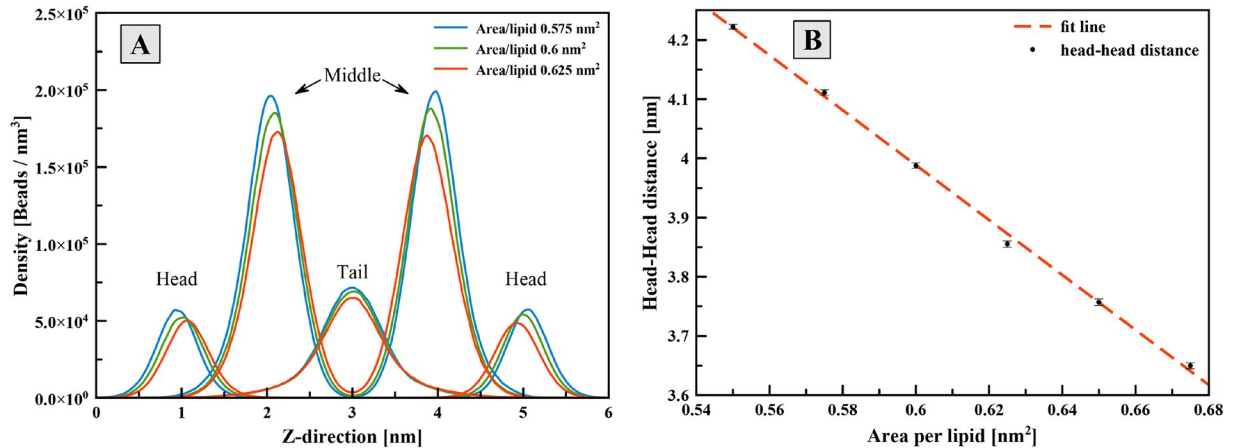 A
Area/lipid 0.575 nm²
Area/lipid 0.6 nm²
Area/lipid 0.625 nm²
Middle
Head
Tail
Head
2.5×10⁵
2.0×10⁵
1.5×10⁵
1.0×10⁵
5.0×10⁴
0.0×10⁰
Density [Beads / nm³]
0 1 2 3 4 5 6
Z-direction [nm]
B
fit line
head-head distance
4.2
4.1
4
3.9
3.8
3.7
3.6
Head-Head distance [nm]
0.54 0.56 0.58 0.6 0.62 0.64 0.66 0.68
Area per lipid [nm²]